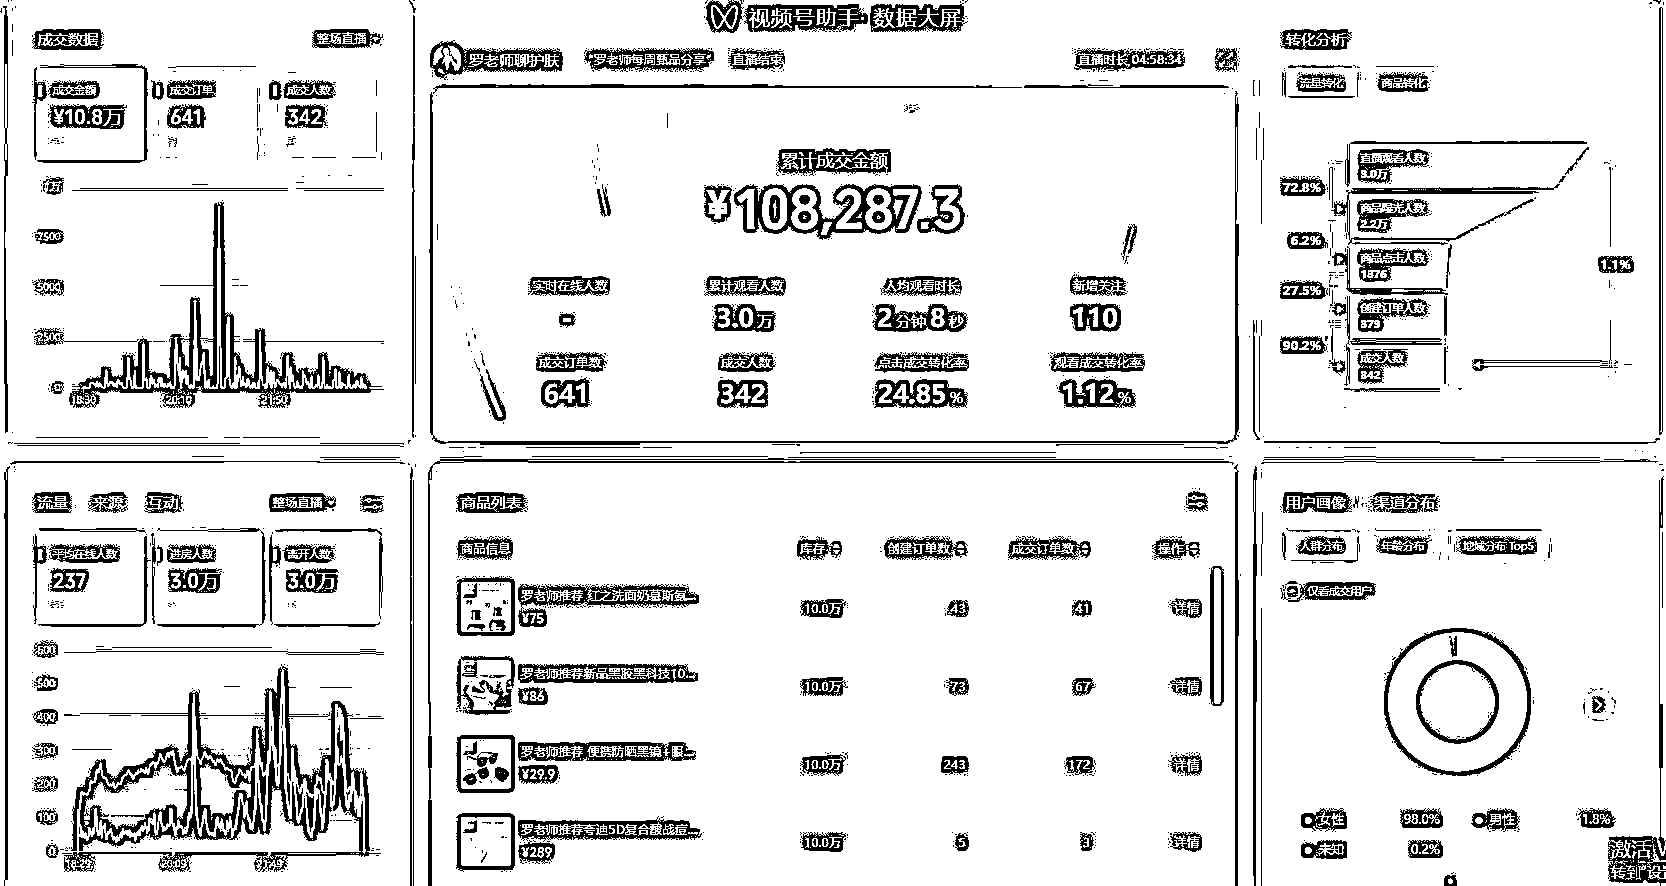 视频号助手·数据大屏
成交数据
整场直播
成交金额
¥10.8万
成交订单
641
成交人数
342
1万
7500
5000
2500
0
18:30
20:10
21:50
罗老师聊护肤
"罗老师每周甄品分享"
直播结束
直播时长 04:58:34
累计成交金额
¥108,287.3
实时在线人数
-
累计观看人数
3.0万
人均观看时长
2分钟8秒
新增关注
110
成交订单数
641
成交人数
342
点击成交转化率
24.85%
观看成交转化率
1.12%
转化分析
流量转化
商品转化
直播观看人数
3.0万
商品曝光人数
2.2万
商品点击人数
1376
创建订单人数
379
成交人数
342
72.8%
6.2%
27.5%
90.2%
1.1%
流量
来源
互动
整场直播
平均在线人数
237
进房人数
3.0万
离开人数
3.0万
600
500
400
300
200
100
0
20:09
21:49
商品列表
商品信息
库存
创建订单数
成交订单数
操作
罗老师推荐 红之洗面奶慕斯氨...
¥75
10.0万
43
41
详情
罗老师推荐新品黑胶黑科技10...
¥86
10.0万
73
67
详情
罗老师推荐 便携防晒黑镜+眼...
¥29.9
10.0万
243
172
详情
罗老师推荐夸迪5D复合酸战痘...
¥289
10.0万
5
3
详情
用户画像
渠道分布
人群分布
年龄分布
地域分布 Top5
仅看成交用户
女性
98.0%
男性
1.8%
未知
0.2%
激活
转到"设